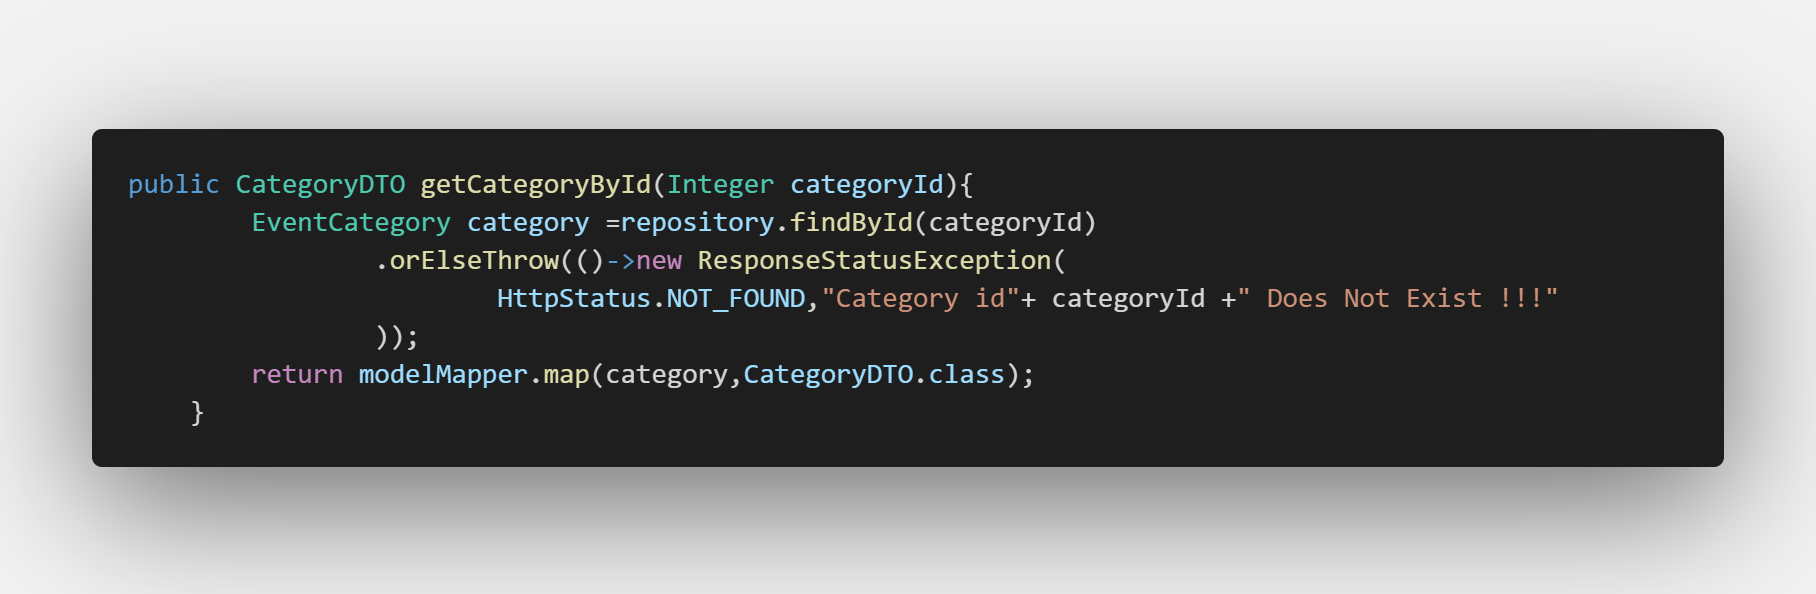 public CategoryDTO getCategoryById(Integer categoryId){
        EventCategory category =repository.findById(categoryId)
                .orElseThrow(()->new ResponseStatusException(
                        HttpStatus.NOT_FOUND,"Category id"+ categoryId +" Does Not Exist !!!"
                ));
        return modelMapper.map(category,CategoryDTO.class);
    }